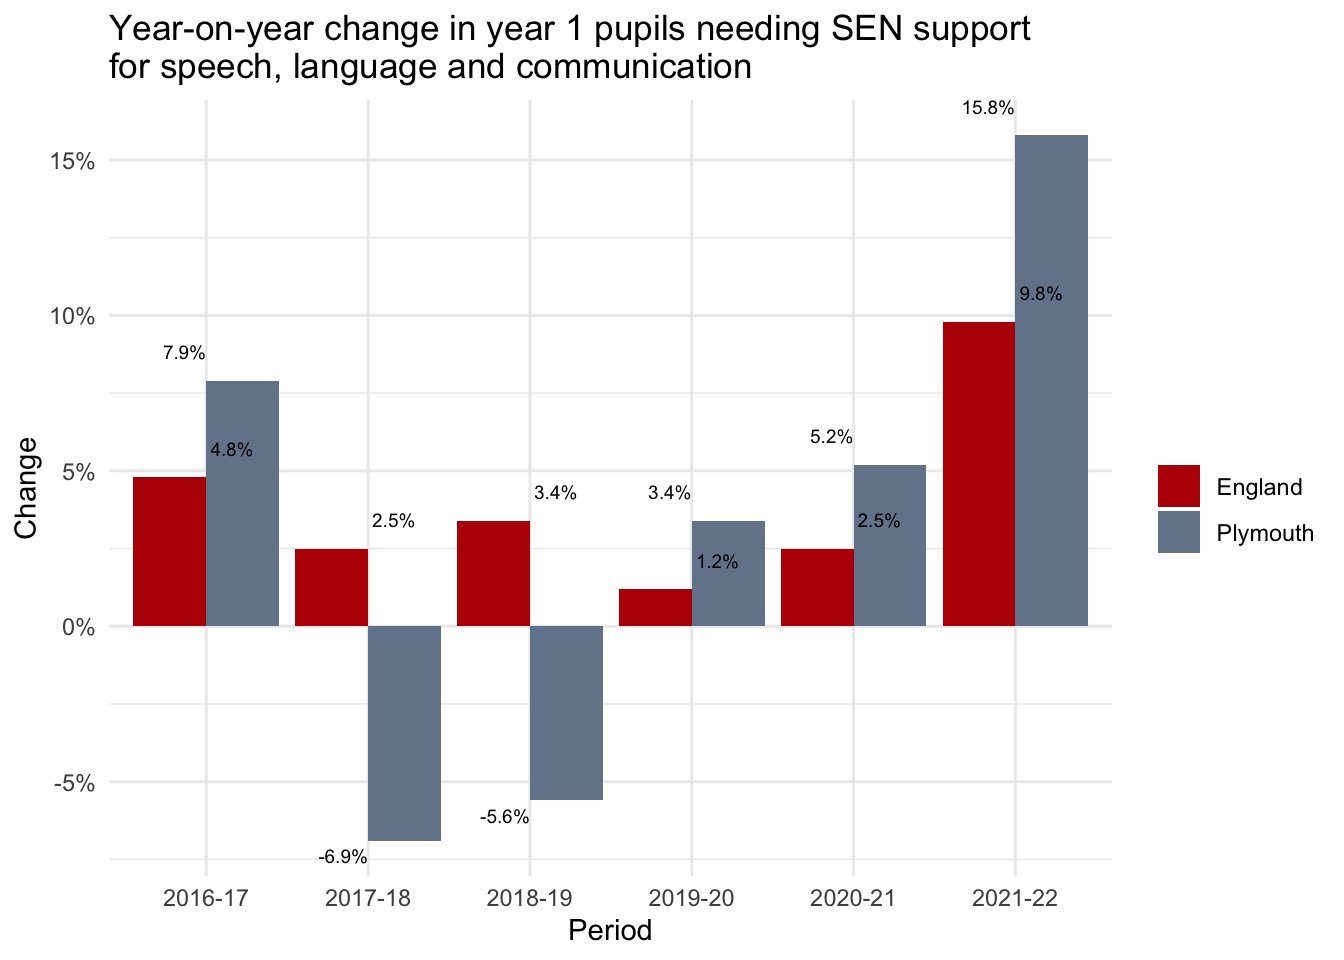 Year-on-year change in year 1 pupils needing SEN support
for speech, language and communication
15.8%
15%
10%
9.8%
7.9%
5.2%
4.8%
5%
3.4%
3.4%
2.5%
2.5%
1.2%
0%
-5%
-5.6%
-6.9%
Change
England
Plymouth
2016-17 2017-18 2018-19 2019-20 2020-21 2021-22
Period